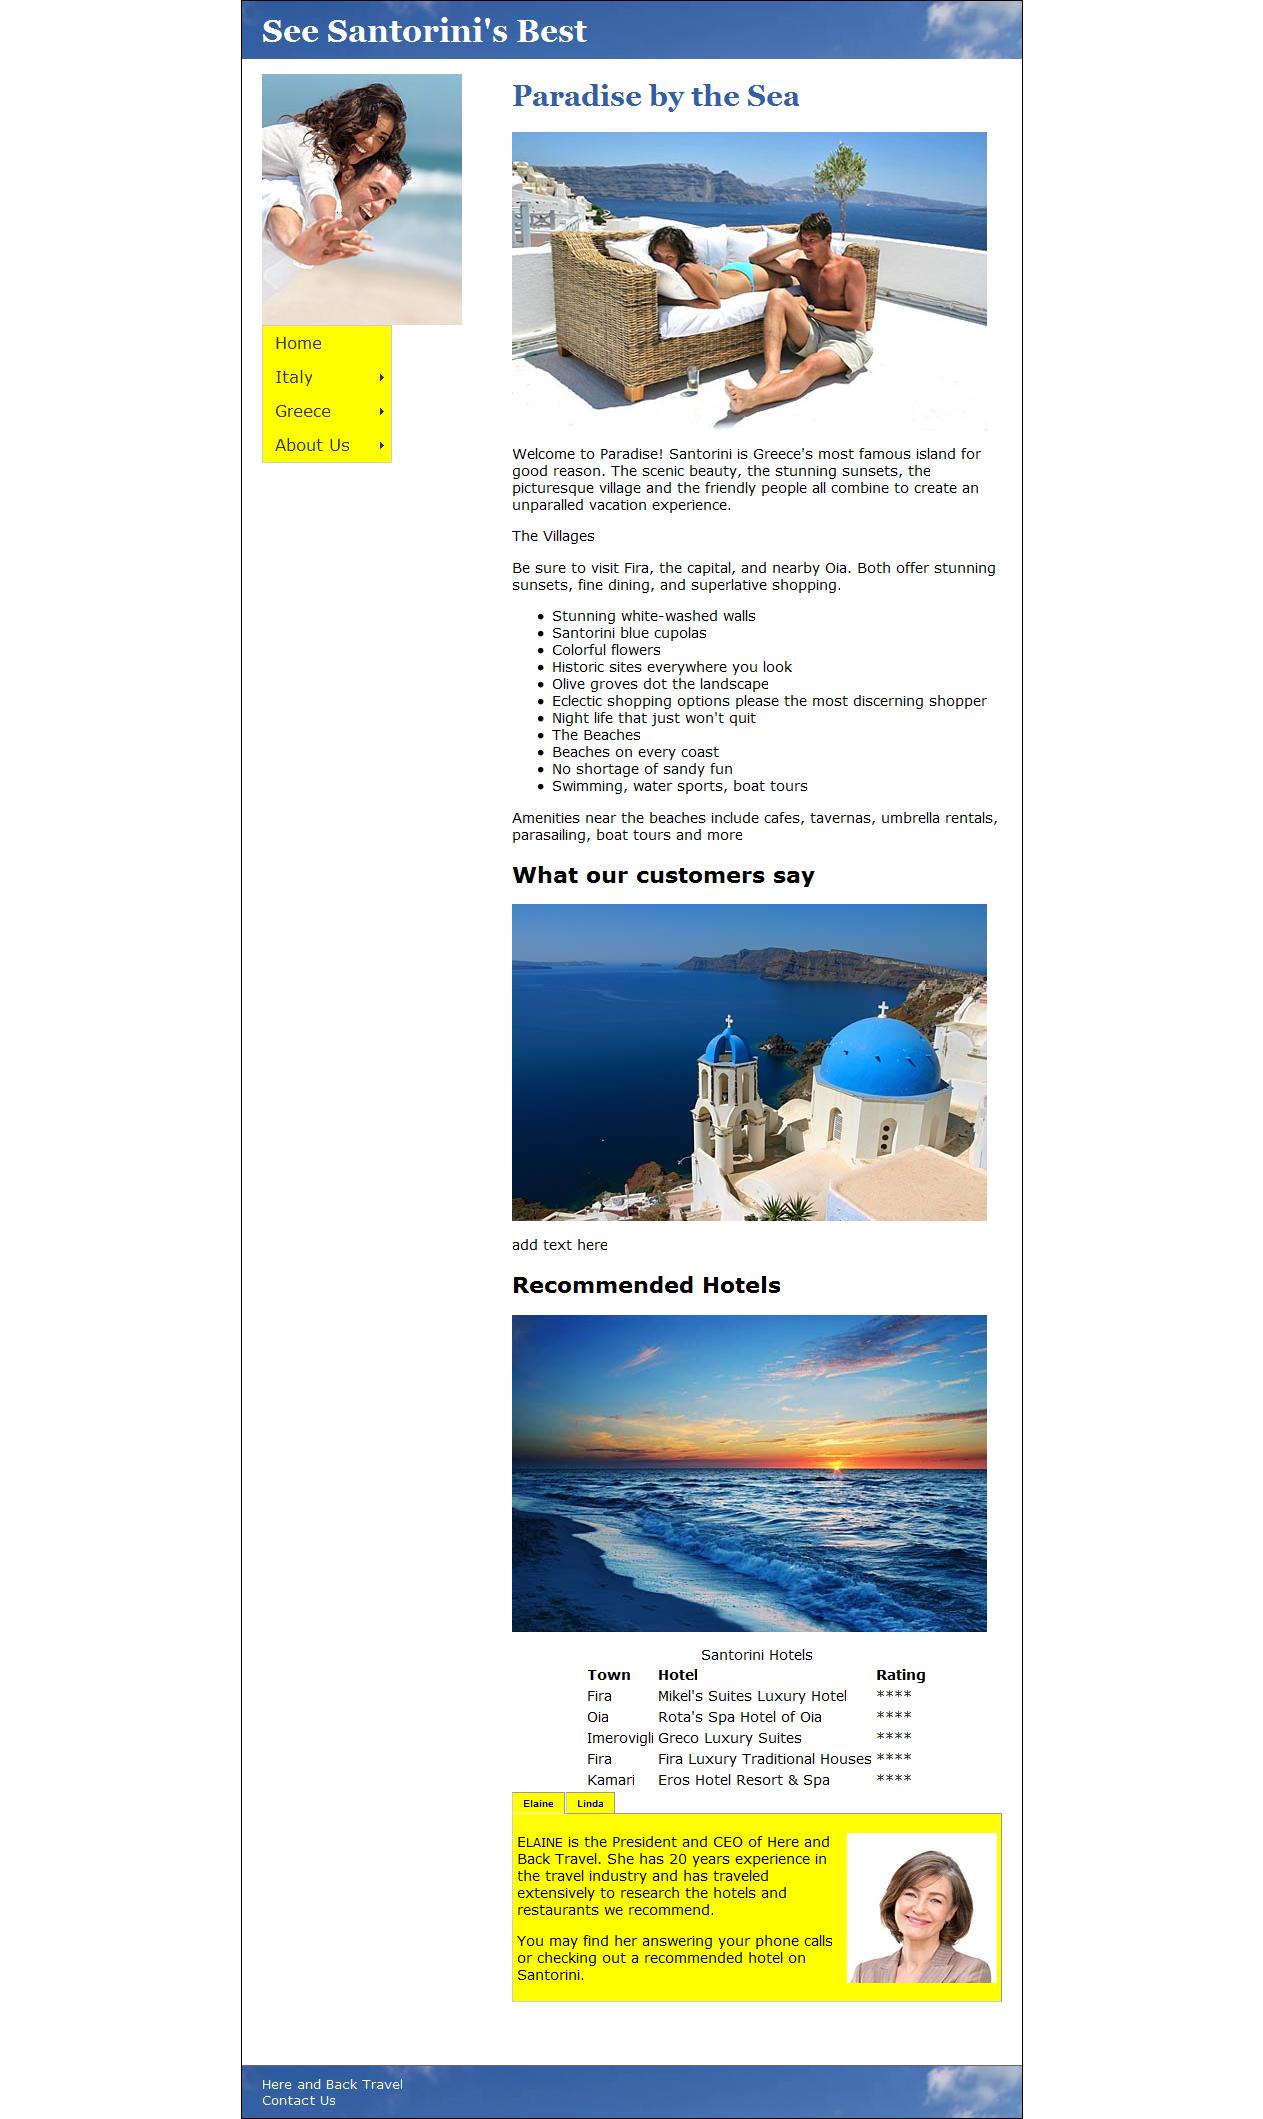 See Santorini's Best
Paradise by the Sea
Home
Italy
Greece
About Us
Welcome to Paradise! Santorini is Greece's most famous island for
good reason. The scenic beauty, the stunning sunsets, the
picturesque village and the friendly people all combine to create an
unparalled vacation experience.
The Villages
Be sure to visit Fira, the capital, and nearby Oia. Both offer stunning
sunsets, fine dining, and superlative shopping.
• Stunning white-washed walls
• Santorini blue cupolas
• Colorful flowers
• Historic sites everywhere you look
• Olive groves dot the landscape
• Eclectic shopping options please the most discerning shopper
• Night life that just won't quit
• The Beaches
• Beaches on every coast
• No shortage of sandy fun
• Swimming, water sports, boat tours
Amenities near the beaches include cafes, tavernas, umbrella rentals,
parasailing, boat tours and more
What our customers say
add text here
Recommended Hotels
Santorini Hotels
Town Hotel Rating
Fira Mikel's Suites Luxury Hotel ****
Oia Rota's Spa Hotel of Oia ****
Imerovigli Greco Luxury Suites ****
Fira Fira Luxury Traditional Houses ****
Kamari Eros Hotel Resort & Spa ****
Elaine Linda
ELAINE is the President and CEO of Here and
Back Travel. She has 20 years experience in
the travel industry and has traveled
extensively to research the hotels and
restaurants we recommend.
You may find her answering your phone calls
or checking out a recommended hotel on
Santorini.
Here and Back Travel
Contact Us